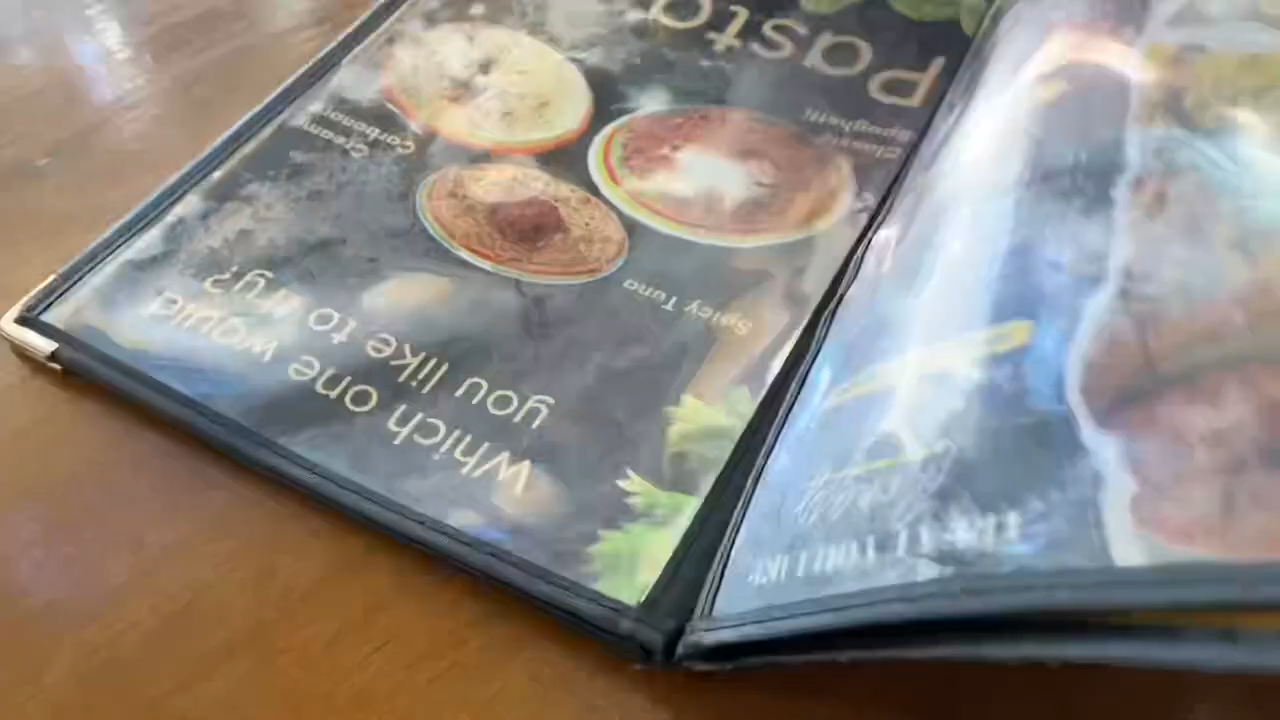 Pasta
Classic
Spaghetti
Creamy
Carbonara
Spicy Tuna
Which one would
you like to try?